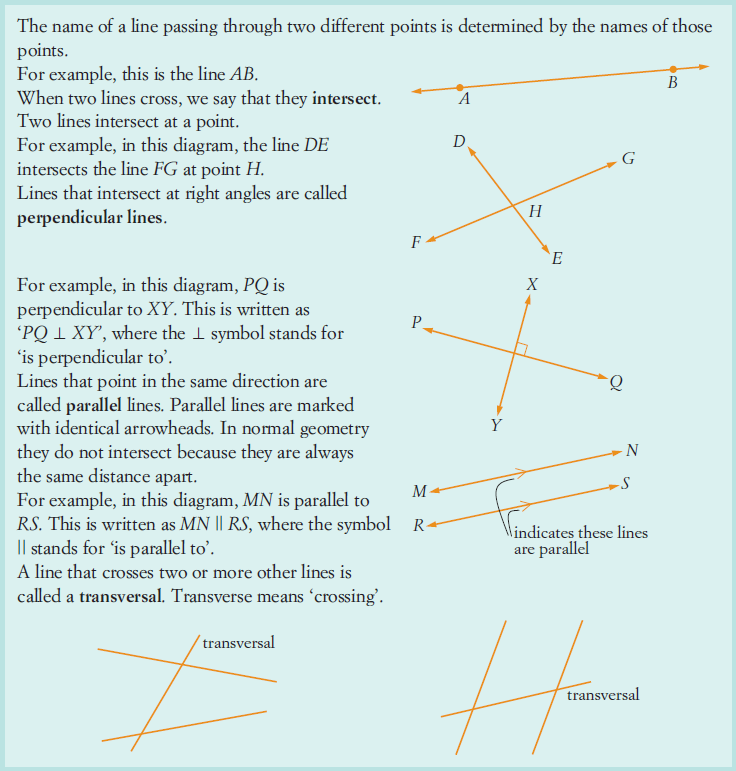 The name of a line passing through two different points is determined by the names of those
points.
For example, this is the line AB.
When two lines cross, we say that they intersect.
Two lines intersect at a point.
For example, in this diagram, the line DE
intersects the line FG at point H.
Lines that intersect at right angles are called
perpendicular lines.
A
B
D
G
H
F
E
For example, in this diagram, PQ is
perpendicular to XY. This is written as
‘PQ ⊥ XY’, where the ⊥ symbol stands for
‘is perpendicular to’.
Lines that point in the same direction are
called parallel lines. Parallel lines are marked
with identical arrowheads. In normal geometry
they do not intersect because they are always
the same distance apart.
For example, in this diagram, MN is parallel to
RS. This is written as MN || RS, where the symbol
|| stands for ‘is parallel to’.
A line that crosses two or more other lines is
called a transversal. Transverse means ‘crossing’.
X
P
Q
Y
N
M
S
R
indicates these lines
are parallel
transversal
transversal